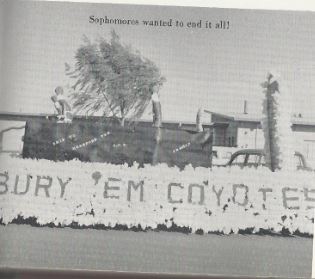 Sophomores wanted to end it all!
BURY 'EM COYOTES